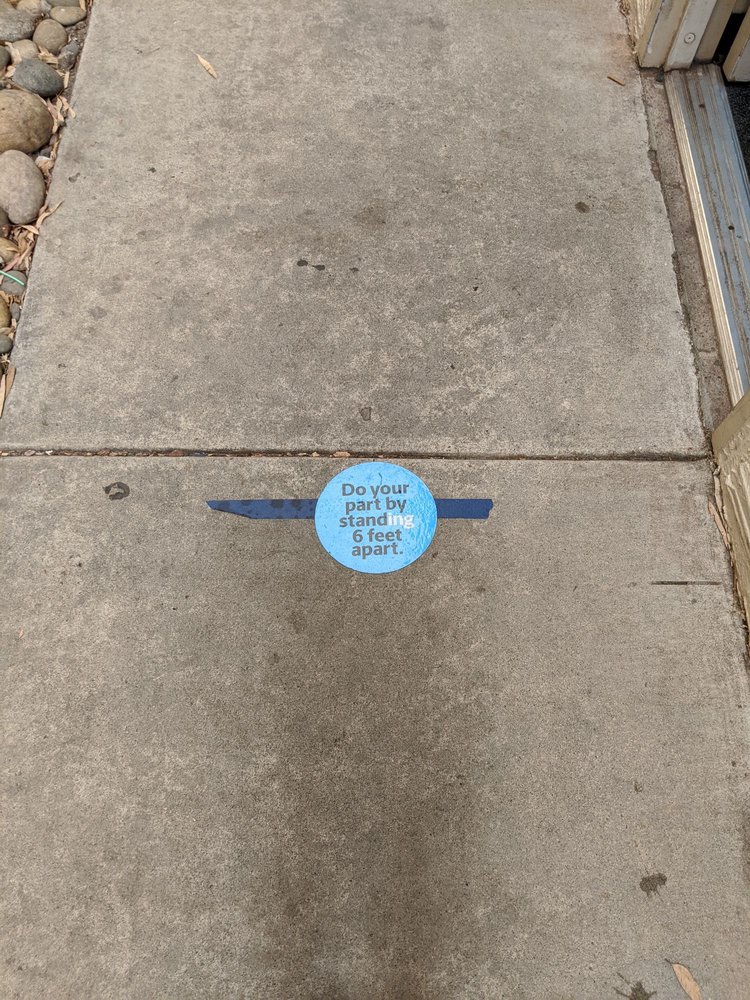 Do your
part by
standing
6 feet
apart.